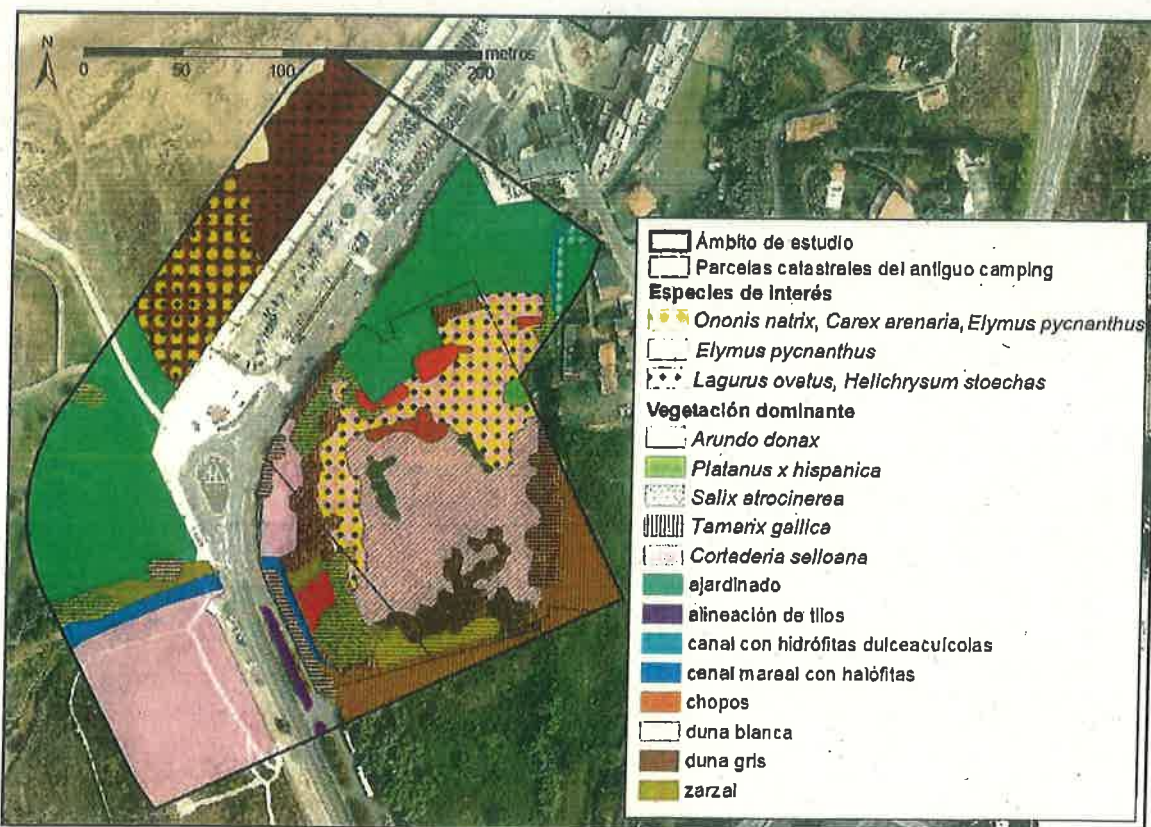 N
metros
0 50 100 200
Ámbito de estudio
Parcelas catastrales del antiguo camping
Especies de interés
Ononis natrix, Carex arenaria, Elymus pycnanthus
Elymus pycnanthus
Lagurus ovatus, Helichrysum stoechas
Vegetación dominante
Arundo donax
Platanus x hispanica
Salix atrocinerea
Tamarix gallica
Cortaderia selloana
ajardinado
alineación de tilos
canal con hidrófitas dulceacuícolas
canal mareal con halófitas
chopos
duna blanca
duna gris
zarzal